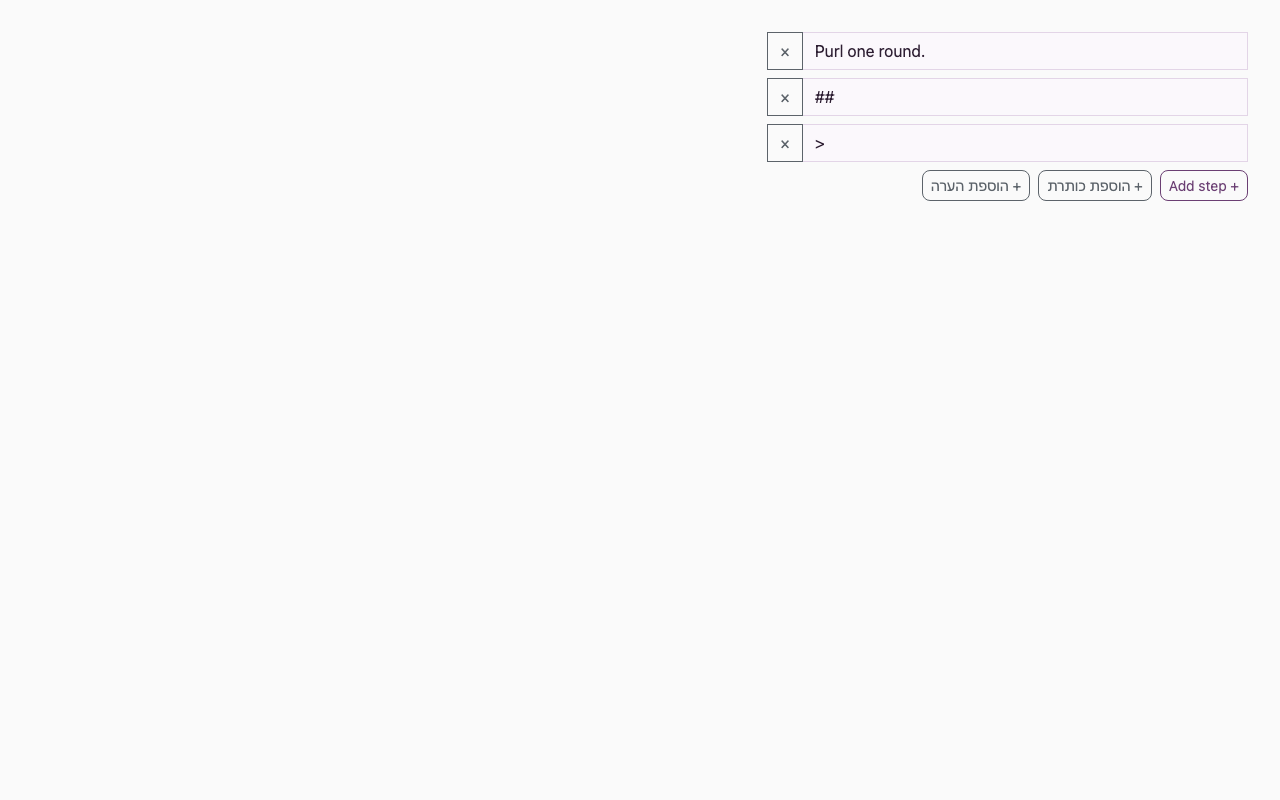 × Purl one round.
× ##
× >
Add step +
+ הוספת כותרת
+ הוספת הערה